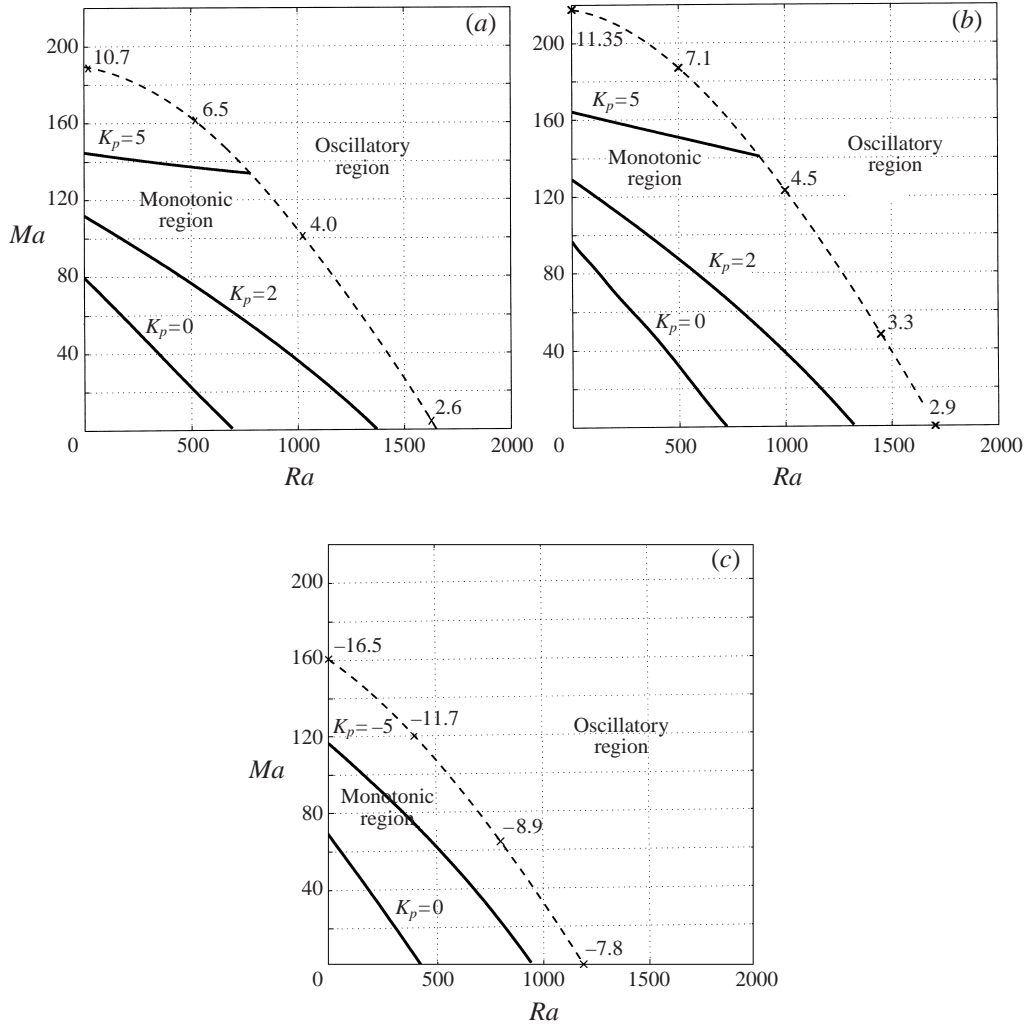 (a)
200
10.7
6.5
K_p=5
160
Oscillatory
region
Monotonic
region
120
4.0
Ma
80
K_p=2
K_p=0
40
2.6
0
500
1000
1500
2000
Ra
(b)
200
11.35
7.1
K_p=5
160
Oscillatory
region
Monotonic
region
4.5
120
80
K_p=2
K_p=0
3.3
40
2.9
0
500
1000
1500
2000
Ra
(c)
200
–16.5
160
K_p=–5
–11.7
Oscillatory
region
120
Ma
Monotonic
region
80
–8.9
40
K_p=0
–7.8
0
500
1000
1500
2000
Ra